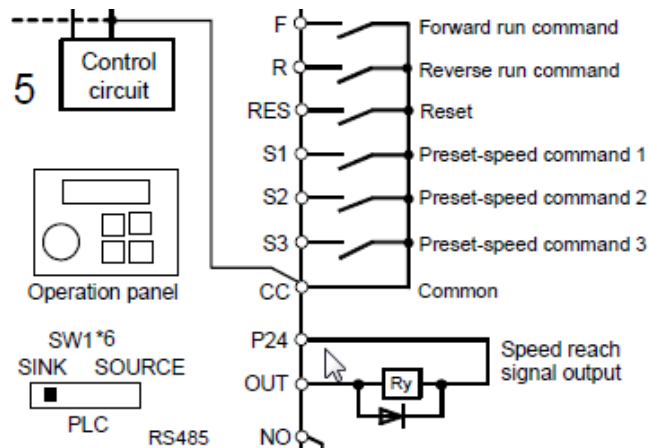 F Forward run command
Control circuit
R Reverse run command
5
RES Reset
S1 Preset-speed command 1
S2 Preset-speed command 2
S3 Preset-speed command 3
Operation panel
CC Common
SW1*6
P24
Speed reach
signal output
SINK SOURCE
OUT
Ry
PLC
RS485
NO